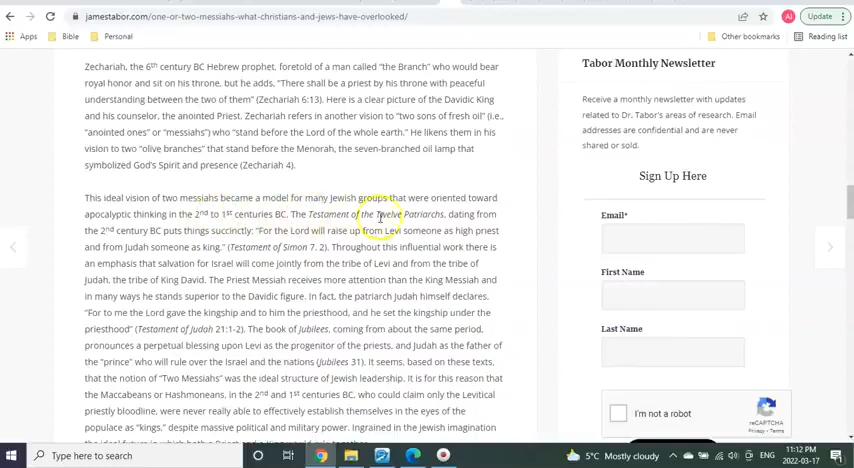 jamestabor.com/one-or-two-messiahs-what-christians-and-jews-have-overlooked/
Update
Apps
Bible
Personal
Other bookmarks
Reading list
Zechariah, the 6th century BC Hebrew prophet, foretold of a man called “the Branch” who would bear
royal honor and sit on his throne, but he adds, “There shall be a priest by his throne with peaceful
understanding between the two of them” (Zechariah 6:13). Here is a clear picture of the Davidic King
and his counselor, the anointed Priest. Zechariah refers in another vision to “two sons of fresh oil” (i.e.,
“anointed ones” or “messiahs”) who “stand before the Lord of the whole earth.” He likens them in his
vision to two “olive branches” that stand before the Menorah, the seven-branched oil lamp that
symbolized God’s Spirit and presence (Zechariah 4).
This ideal vision of two messiahs became a model for many Jewish groups that were oriented toward
apocalyptic thinking in the 2nd to 1st centuries BC. The Testament of the Twelve Patriarchs, dating from
the 2nd century BC puts things succinctly: “For the Lord will raise up from Levi someone as high priest
and from Judah someone as king.” (Testament of Simon 7. 2). Throughout this influential work there is
an emphasis that salvation for Israel will come jointly from the tribe of Levi and from the tribe of
Judah, the tribe of King David. The Priest Messiah receives more attention than the King Messiah and
in many ways he stands superior to the Davidic figure. In fact, the patriarch Judah himself declares.
“For to me the Lord gave the kingship and to him the priesthood, and he set the kingship under the
priesthood” (Testament of Judah 21:1-2). The book of Jubilees, coming from about the same period,
pronounces a perpetual blessing upon Levi as the progenitor of the priests, and Judah as the father of
the “prince” who will rule over the Israel and the nations (Jubilees 31). It seems, based on these texts,
that the notion of “Two Messiahs” was the ideal structure of Jewish leadership. It is for this reason that
the Maccabeans or Hashmoneans, in the 2nd and 1st centuries BC, who could claim only the Levitical
priestly bloodline, were never really able to effectively establish themselves in the eyes of the
populace as “kings,” despite massive political and military power. Ingrained in the Jewish imagination
Tabor Monthly Newsletter
Receive a monthly newsletter with updates
related to Dr. Tabor's areas of research. Email
addresses are confidential and are never
shared or sold.
Sign Up Here
Email*
First Name
Last Name
I'm not a robot
reCAPTCHA
Privacy - Terms
Type here to search
5°C Mostly cloudy
ENG
11:12 PM
2022-03-17